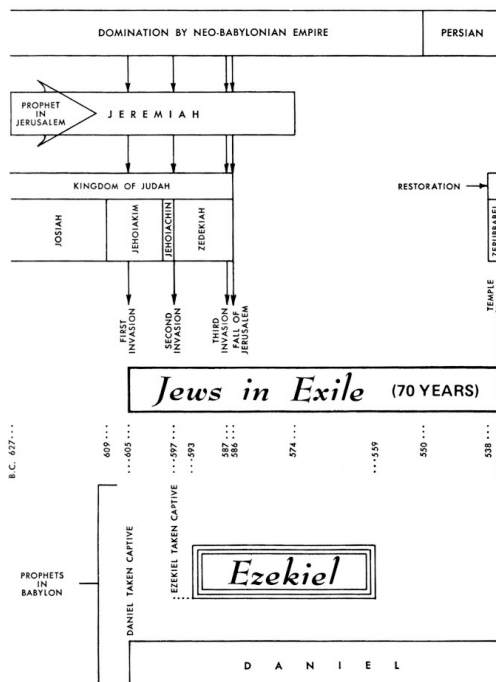 DOMINATION BY NEO-BABYLONIAN EMPIRE
PERSIAN
PROPHET
IN
JERUSALEM
JEREMIAH
KINGDOM OF JUDAH
RESTORATION
JOSIAH
JEHOIAKIM
JEHOIACHIN
ZEDEKIAH
ZERUBBABEL
FIRST
INVASION
SECOND
INVASION
THIRD
INVASION
FALL OF
JERUSALEM
TEMPLE
Jews in Exile (70 YEARS)
B.C. 627...
609...
...605
...597...
...593
587...
586...
574...
...559
550...
538...
PROPHETS
IN
BABYLON
DANIEL TAKEN CAPTIVE
EZEKIEL TAKEN CAPTIVE
Ezekiel
DANIEL